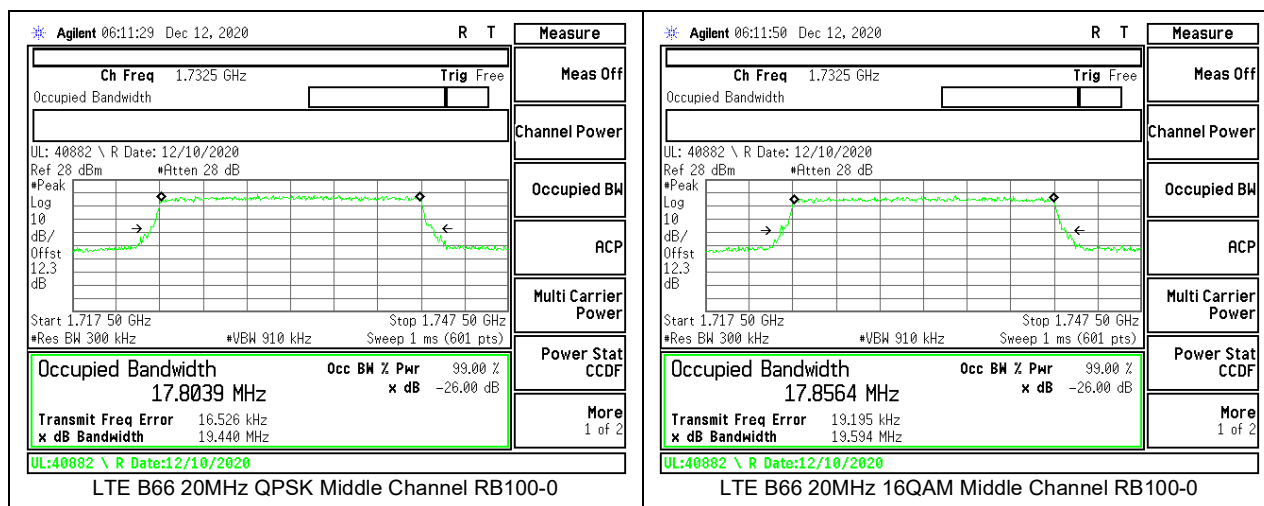 Agilent 06:11:29 Dec 12, 2020 R T
Measure
Ch Freq 1.7325 GHz Trig Free
Occupied Bandwidth
UL: 40882 \ R Date: 12/10/2020
Ref 28 dBm #Atten 28 dB
#Peak
Log
10
dB/
Offst
12.3
dB
Start 1.717 50 GHz Stop 1.747 50 GHz
#Res BW 300 kHz #VBW 910 kHz Sweep 1 ms (601 pts)
Occupied Bandwidth Occ BW % Pwr 99.00 %
17.8039 MHz x dB -26.00 dB
Transmit Freq Error 16.526 kHz
x dB Bandwidth 19.440 MHz
UL:40882 \ R Date:12/10/2020
Meas Off
Channel Power
Occupied BW
ACP
Multi Carrier
Power
Power Stat
CCDF
More
1 of 2
LTE B66 20MHz QPSK Middle Channel RB100-0
Agilent 06:11:50 Dec 12, 2020 R T
Measure
Ch Freq 1.7325 GHz Trig Free
Occupied Bandwidth
UL: 40882 \ R Date: 12/10/2020
Ref 28 dBm #Atten 28 dB
#Peak
Log
10
dB/
Offst
12.3
dB
Start 1.717 50 GHz Stop 1.747 50 GHz
#Res BW 300 kHz #VBW 910 kHz Sweep 1 ms (601 pts)
Occupied Bandwidth Occ BW % Pwr 99.00 %
17.8564 MHz x dB -26.00 dB
Transmit Freq Error 19.195 kHz
x dB Bandwidth 19.594 MHz
UL:40882 \ R Date:12/10/2020
Meas Off
Channel Power
Occupied BW
ACP
Multi Carrier
Power
Power Stat
CCDF
More
1 of 2
LTE B66 20MHz 16QAM Middle Channel RB100-0